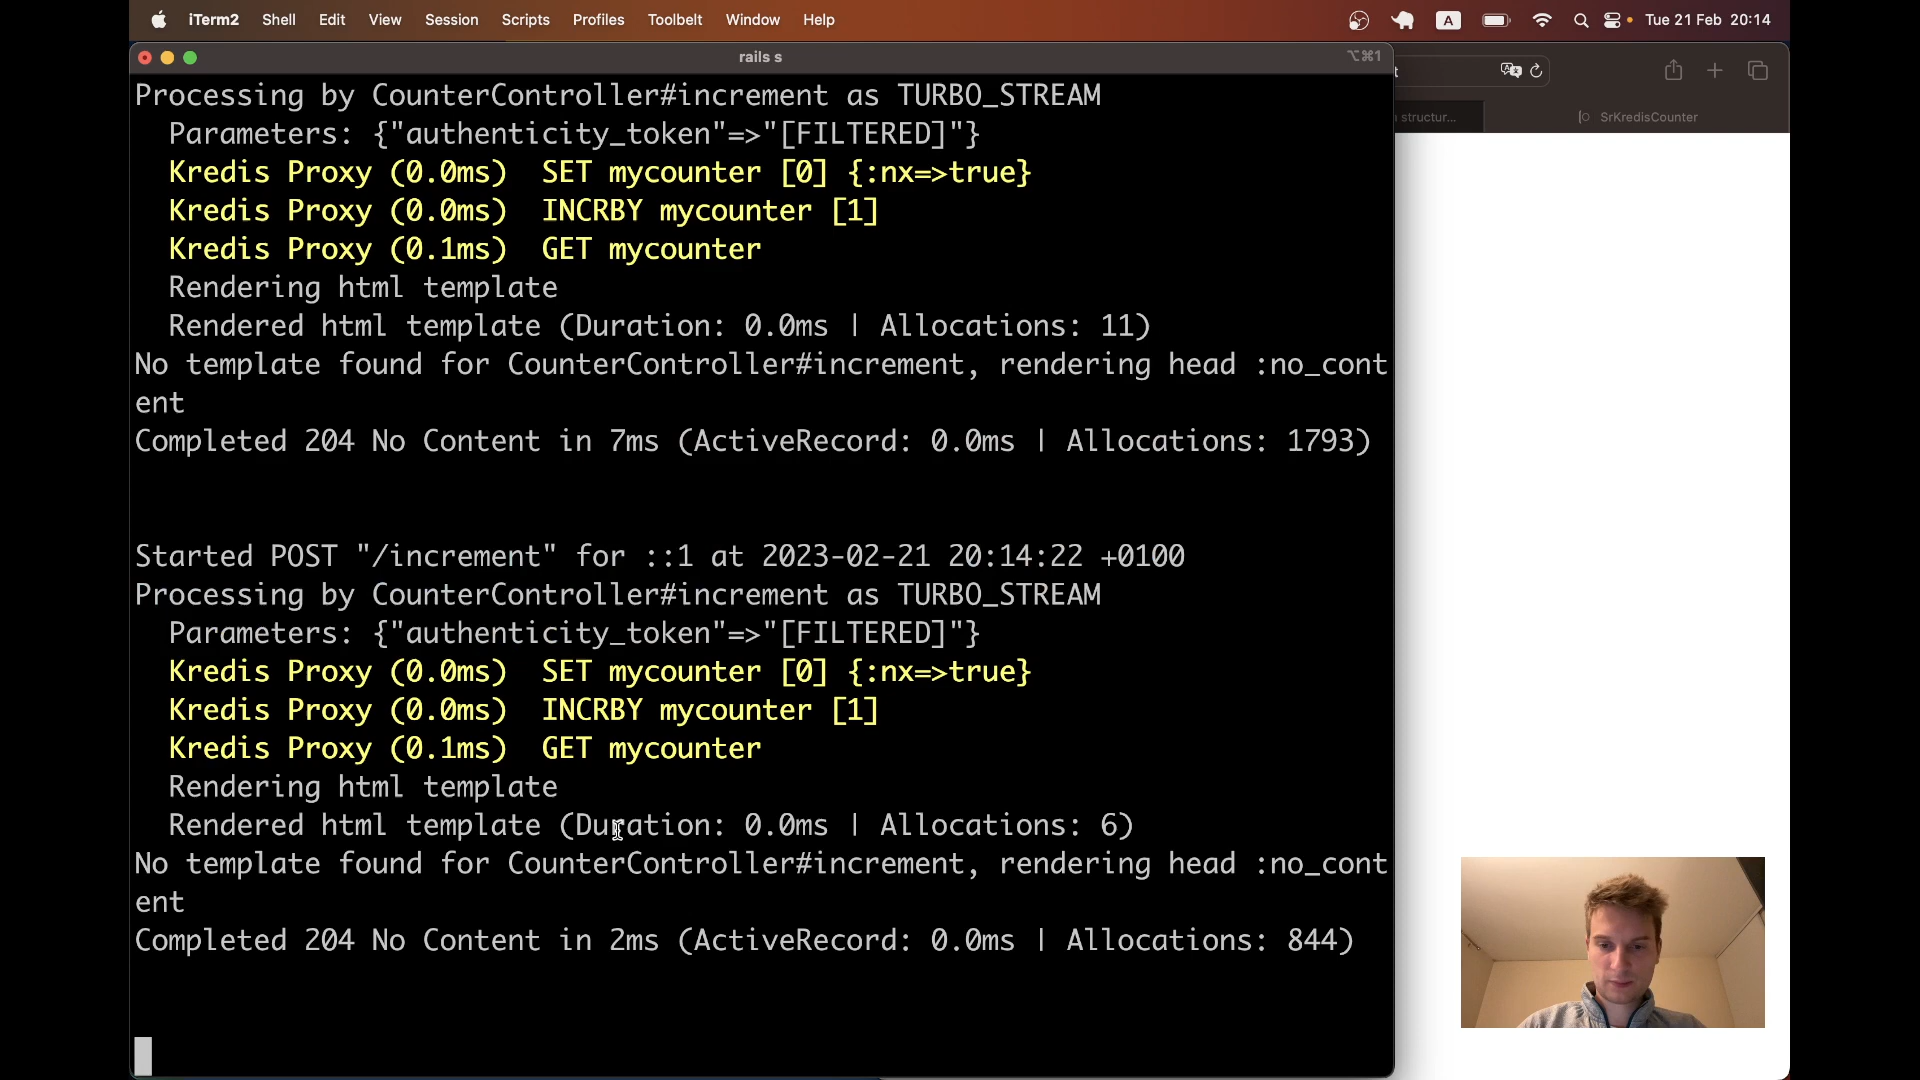 iTerm2 Shell Edit View Session Scripts Profiles Toolbelt Window Help A Tue 21 Feb 20:14
rails s ⌥⌘1
t
structur...
SrKredisCounter
Processing by CounterController#increment as TURBO_STREAM
Parameters: {"authenticity_token"=>"[FILTERED]"}
Kredis Proxy (0.0ms) SET mycounter [0] {:nx=>true}
Kredis Proxy (0.0ms) INCRBY mycounter [1]
Kredis Proxy (0.1ms) GET mycounter
Rendering html template
Rendered html template (Duration: 0.0ms | Allocations: 11)
No template found for CounterController#increment, rendering head :no_cont
ent
Completed 204 No Content in 7ms (ActiveRecord: 0.0ms | Allocations: 1793)
Started POST "/increment" for ::1 at 2023-02-21 20:14:22 +0100
Processing by CounterController#increment as TURBO_STREAM
Parameters: {"authenticity_token"=>"[FILTERED]"}
Kredis Proxy (0.0ms) SET mycounter [0] {:nx=>true}
Kredis Proxy (0.0ms) INCRBY mycounter [1]
Kredis Proxy (0.1ms) GET mycounter
Rendering html template
Rendered html template (Duration: 0.0ms | Allocations: 6)
No template found for CounterController#increment, rendering head :no_cont
ent
Completed 204 No Content in 2ms (ActiveRecord: 0.0ms | Allocations: 844)